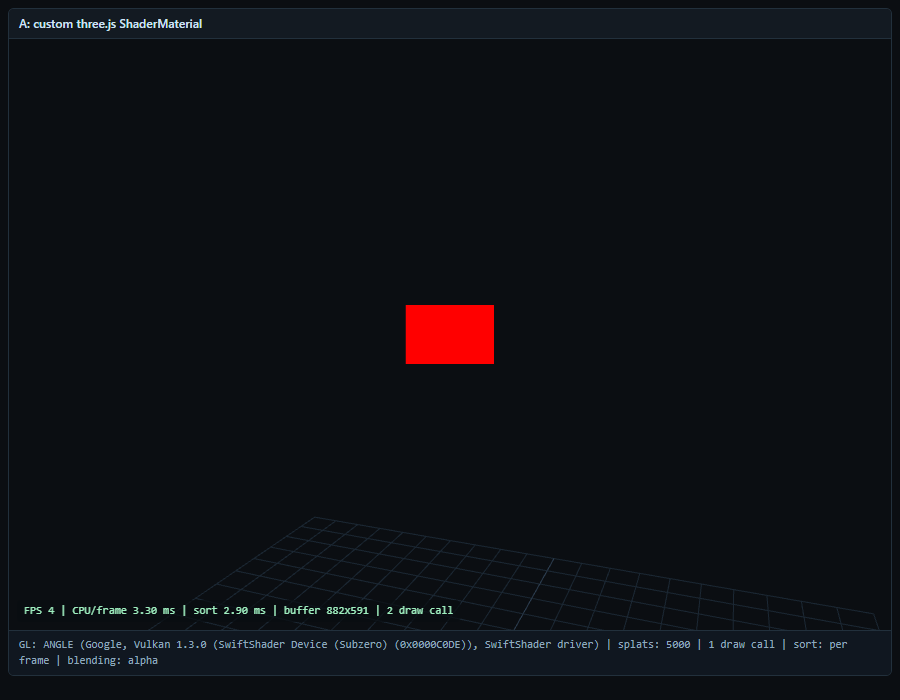 A: custom three.js ShaderMaterial
FPS 4 | CPU/frame 3.30 ms | sort 2.90 ms | buffer 882x591 | 2 draw call
GL: ANGLE (Google, Vulkan 1.3.0 (SwiftShader Device (Subzero) (0x0000C0DE)), SwiftShader driver) | splats: 5000 | 1 draw call | sort: per
frame | blending: alpha